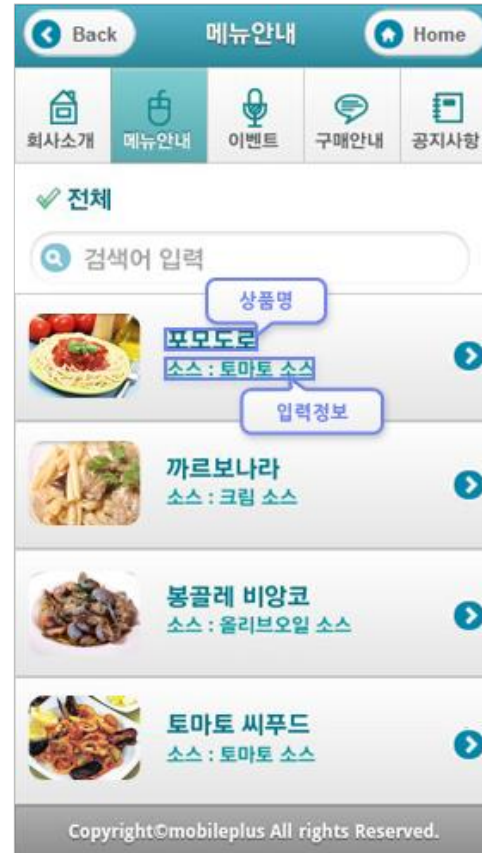 Back 메뉴안내 Home
회사소개 메뉴안내 이벤트 구매안내 공지사항
전체
검색어 입력
상품명
포모도로
소스 : 토마토 소스
입력정보
까르보나라
소스 : 크림 소스
봉골레 비앙코
소스 : 올리브오일 소스
토마토 씨푸드
소스 : 토마토 소스
Copyright©mobileplus All rights Reserved.